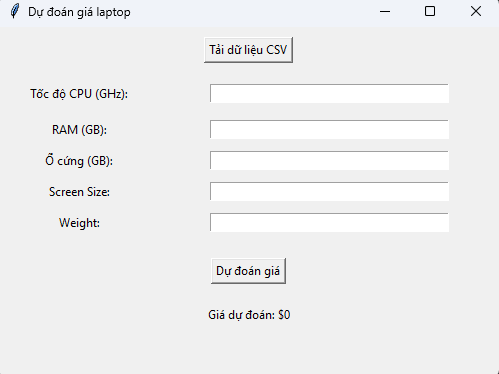 Dự đoán giá laptop
Tải dữ liệu CSV
Tốc độ CPU (GHz):
RAM (GB):
Ổ cứng (GB):
Screen Size:
Weight:
Dự đoán giá
Giá dự đoán: $0